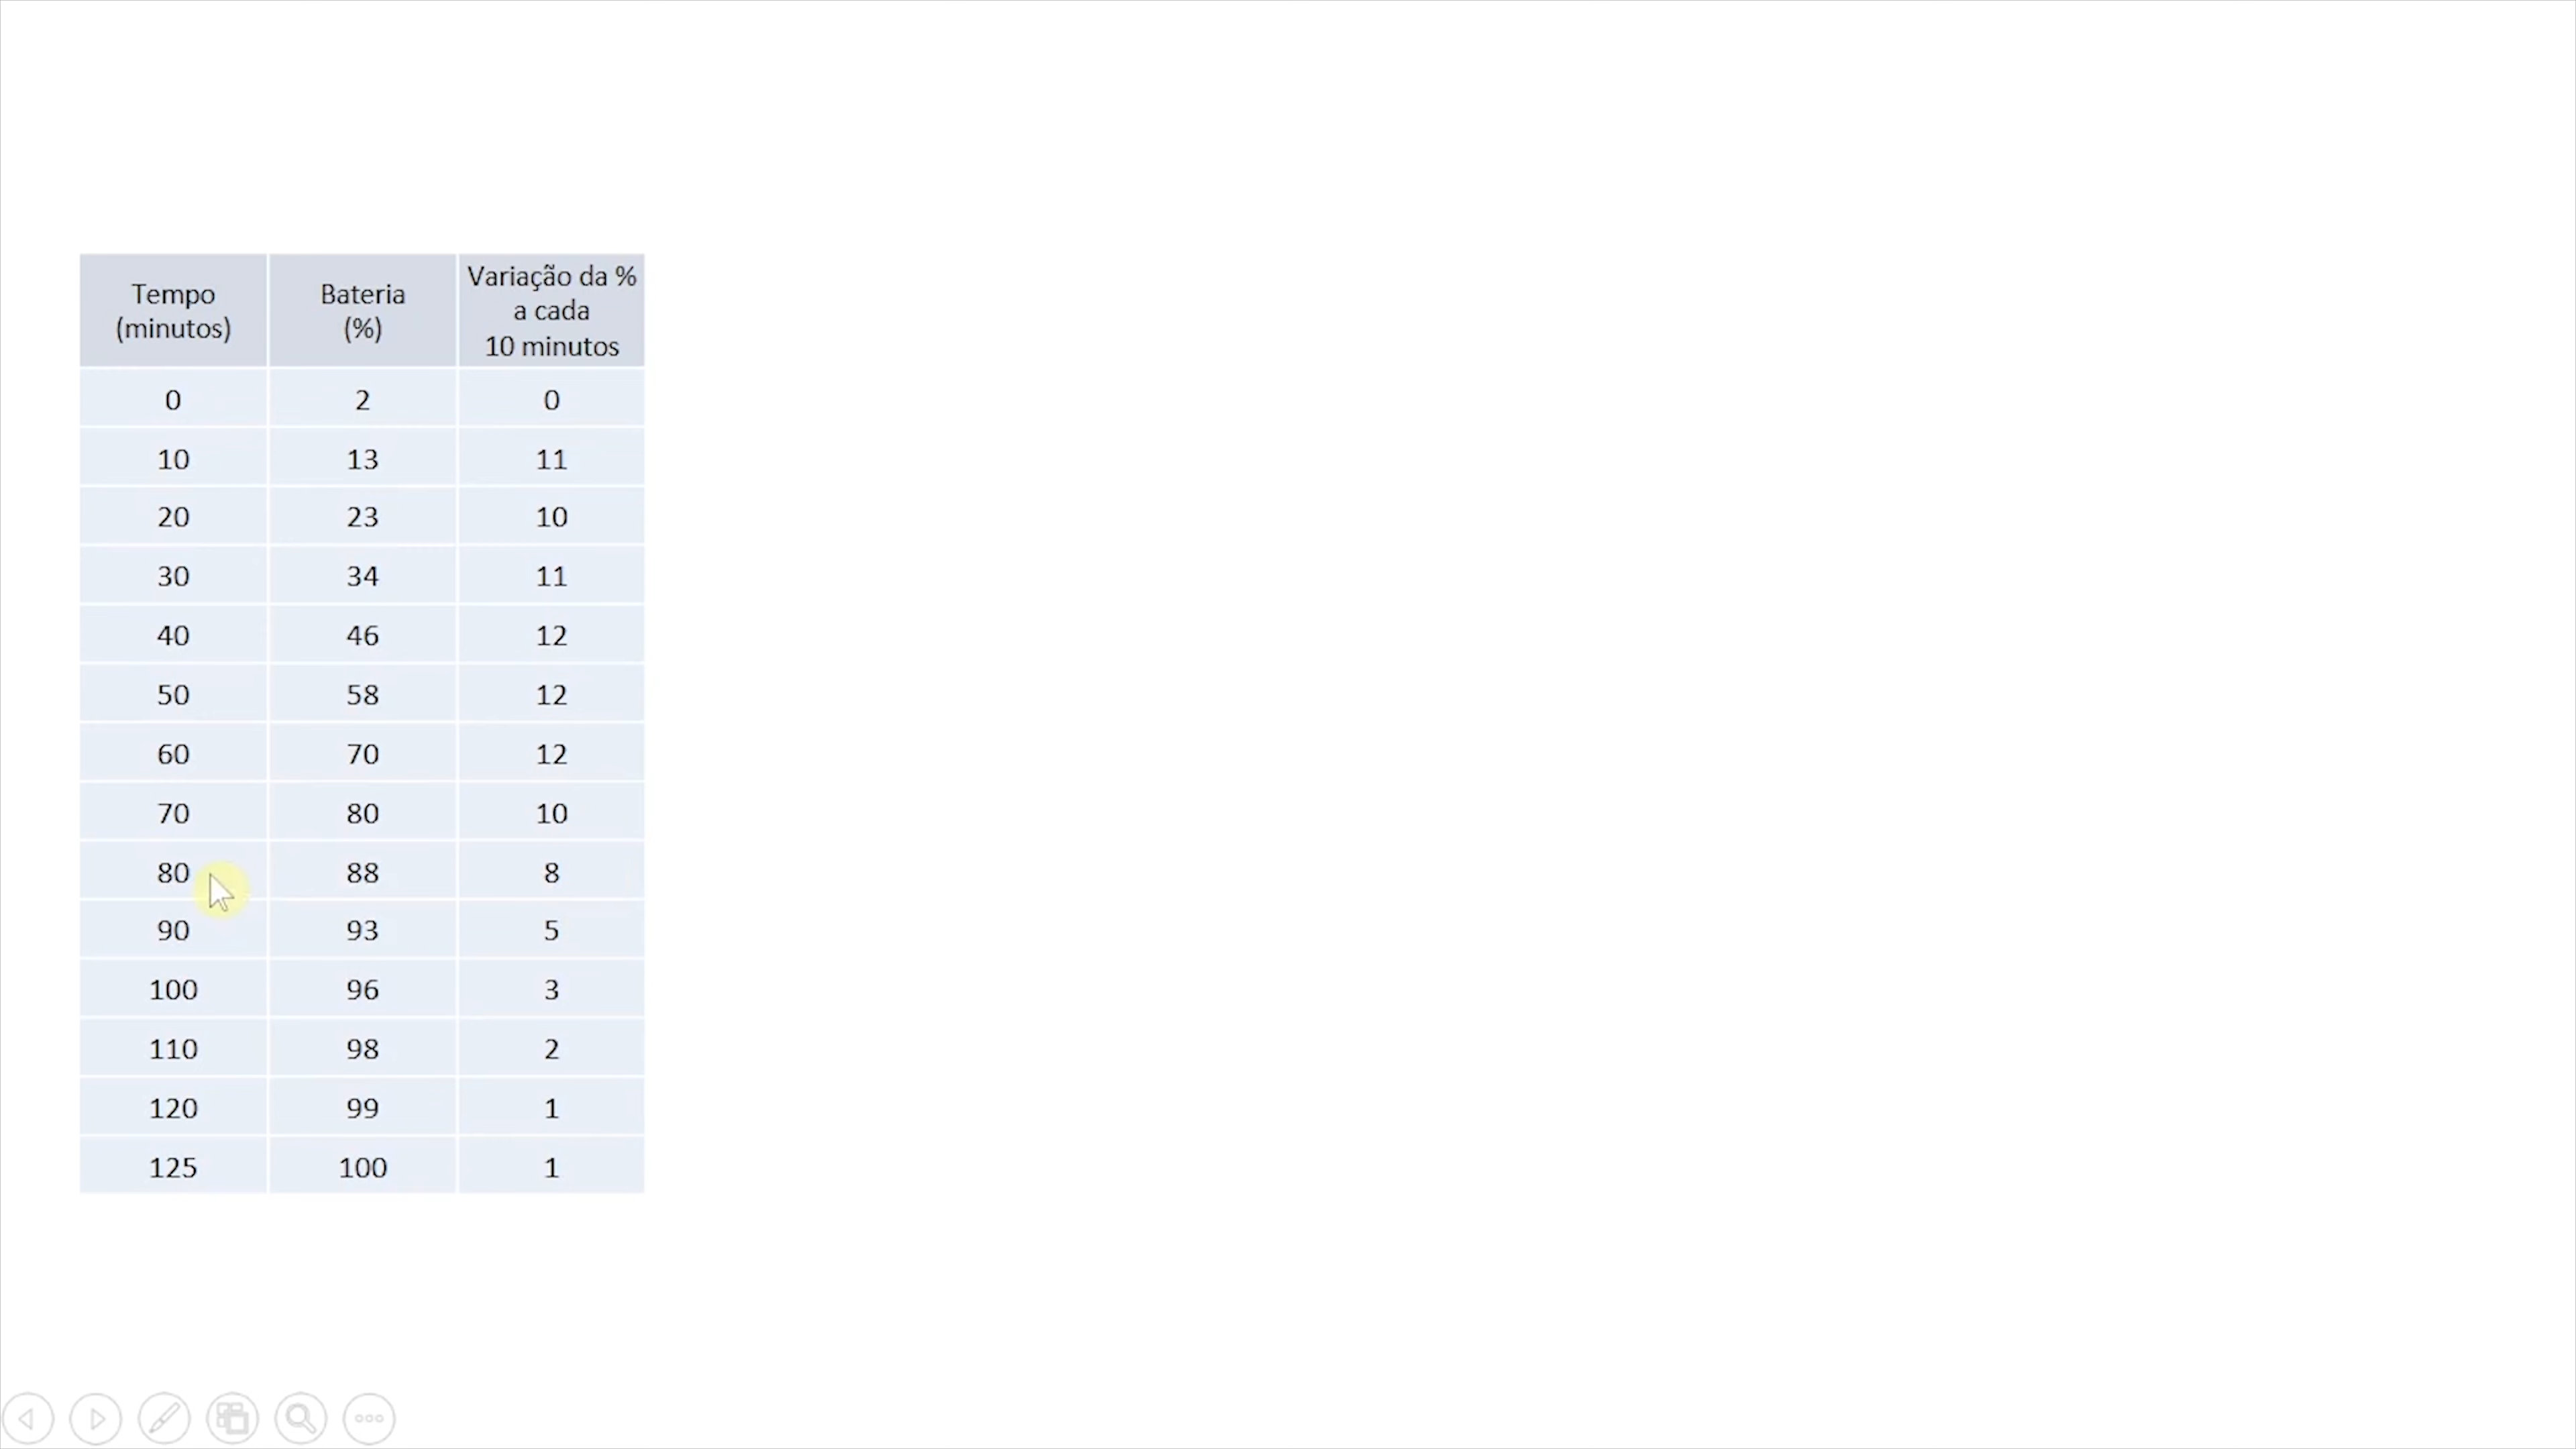 Tempo
(minutos)
Bateria
(%)
Variação da %
a cada
10 minutos
0 2 0
10 13 11
20 23 10
30 34 11
40 46 12
50 58 12
60 70 12
70 80 10
80 88 8
90 93 5
100 96 3
110 98 2
120 99 1
125 100 1